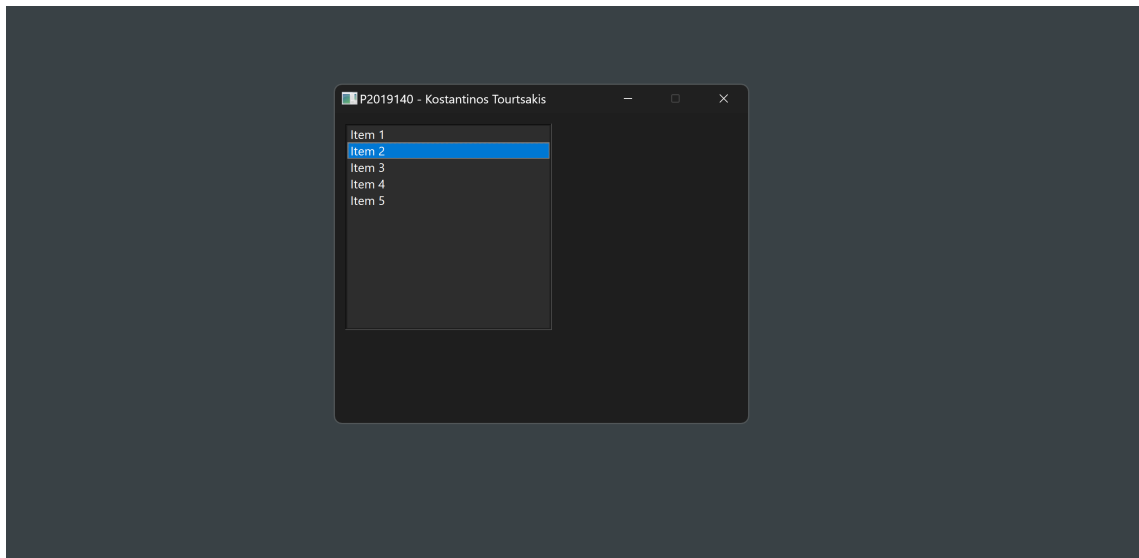 P2019140 - Kostantinos Tourtsakis
Item 1
Item 2
Item 3
Item 4
Item 5